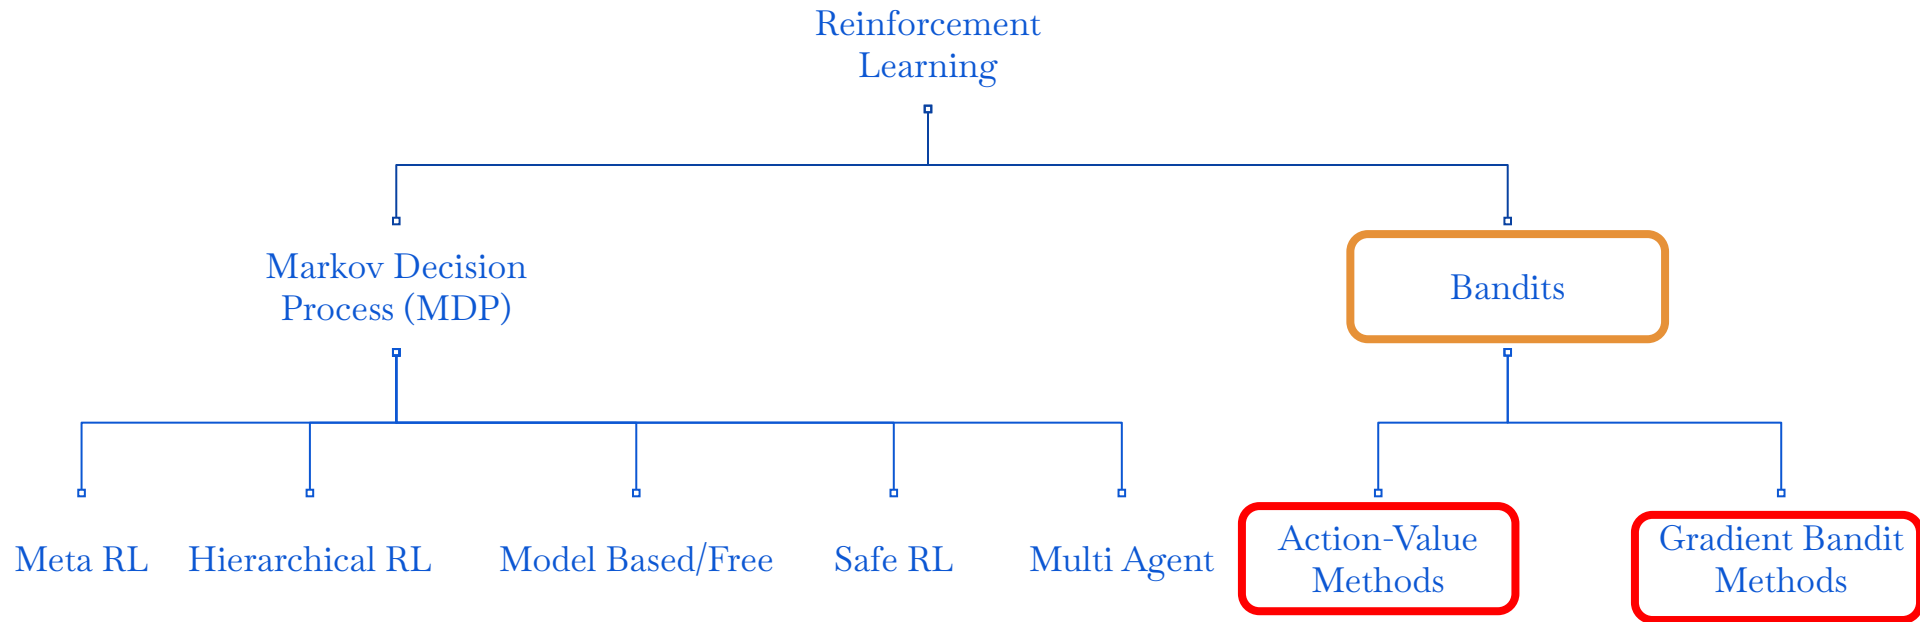 Reinforcement
Learning
Markov Decision
Process (MDP)
Bandits
Meta RL
Hierarchical RL
Model Based/Free
Safe RL
Multi Agent
Action-Value
Methods
Gradient Bandit
Methods